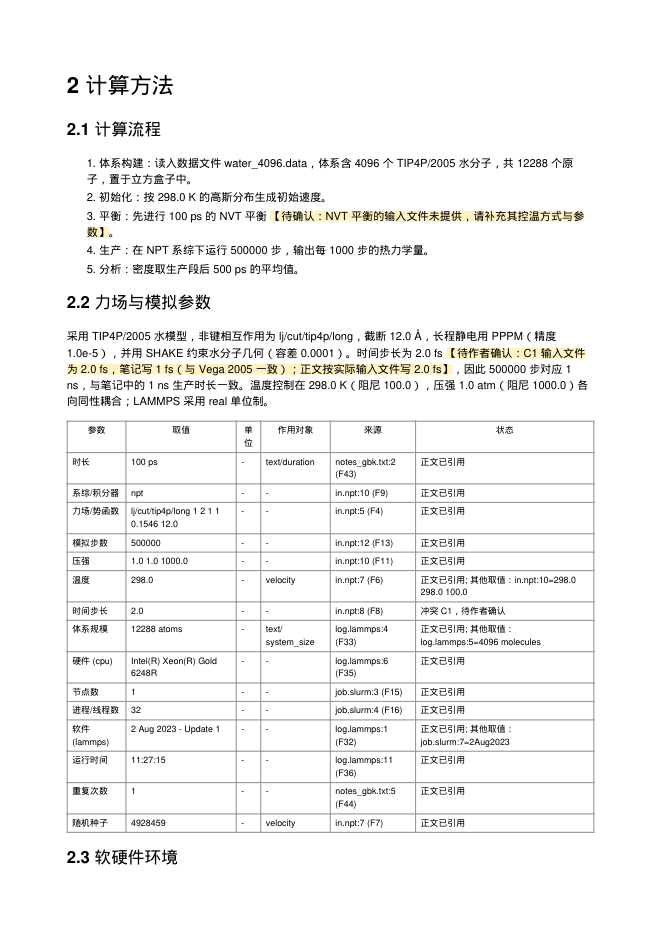 2 计算方法
2.1 计算流程
1. 体系构建：读入数据文件 water_4096.data，体系含 4096 个 TIP4P/2005 水分子，共 12288 个原
子，置于立方盒子中。
2. 初始化：按 298.0 K 的高斯分布生成初始速度。
3. 平衡：先进行 100 ps 的 NVT 平衡 【待确认：NVT 平衡的输入文件未提供，请补充其控温方式与参
数】。
4. 生产：在 NPT 系综下运行 500000 步，输出每 1000 步的热力学量。
5. 分析：密度取生产段后 500 ps 的平均值。
2.2 力场与模拟参数
采用 TIP4P/2005 水模型，非键相互作用为 lj/cut/tip4p/long，截断 12.0 Å，长程静电用 PPPM（精度
1.0e-5），并用 SHAKE 约束水分子几何（容差 0.0001）。时间步长为 2.0 fs 【待作者确认：C1 输入文件
为 2.0 fs，笔记写 1 fs（与 Vega 2005 一致）；正文按实际输入文件写 2.0 fs】，因此 500000 步对应 1
ns，与笔记中的 1 ns 生产时长一致。温度控制在 298.0 K（阻尼 100.0），压强 1.0 atm（阻尼 1000.0）各
向同性耦合；LAMMPS 采用 real 单位制。
参数 取值 单位 作用对象 来源 状态
时长 100 ps - text/duration notes_gbk.txt:2 (F43) 正文已引用
系综/积分器 npt - - in.npt:10 (F9) 正文已引用
力场/势函数 lj/cut/tip4p/long 1 2 1 1 0.1546 12.0 - - in.npt:5 (F4) 正文已引用
模拟步数 500000 - - in.npt:12 (F13) 正文已引用
压强 1.0 1.0 1000.0 - - in.npt:10 (F11) 正文已引用
温度 298.0 - velocity in.npt:7 (F6) 正文已引用; 其他取值：in.npt:10=298.0 298.0 100.0
时间步长 2.0 - - in.npt:8 (F8) 冲突 C1，待作者确认
体系规模 12288 atoms - text/system_size log.lammps:4 (F33) 正文已引用; 其他取值：log.lammps:5=4096 molecules
硬件 (cpu) Intel(R) Xeon(R) Gold 6248R - - log.lammps:6 (F35) 正文已引用
节点数 1 - - job.slurm:3 (F15) 正文已引用
进程/线程数 32 - - job.slurm:4 (F16) 正文已引用
软件 (lammps) 2 Aug 2023 - Update 1 - - log.lammps:1 (F32) 正文已引用; 其他取值：job.slurm:7=2Aug2023
运行时间 11:27:15 - - log.lammps:11 (F36) 正文已引用
重复次数 1 - - notes_gbk.txt:5 (F44) 正文已引用
随机种子 4928459 - velocity in.npt:7 (F7) 正文已引用
2.3 软硬件环境